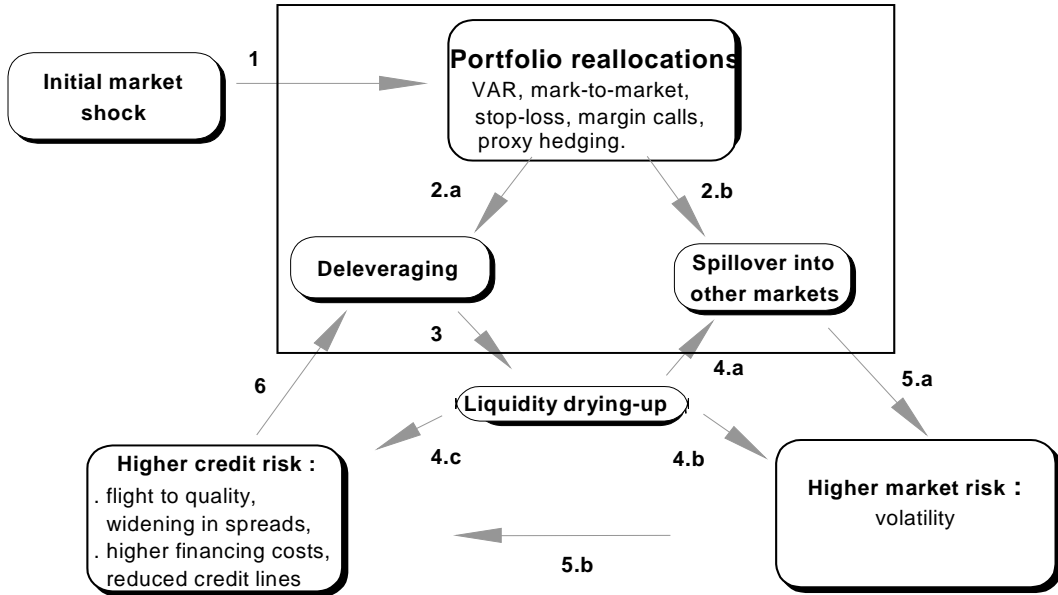 1
Initial market
shock
Portfolio reallocations
VAR, mark-to-market,
stop-loss, margin calls,
proxy hedging.
2.a
2.b
Deleveraging
Spillover into
other markets
3
4.a
5.a
6
Liquidity drying-up
4.c
4.b
Higher credit risk :
. flight to quality,
widening in spreads,
. higher financing costs,
reduced credit lines
Higher market risk :
volatility
5.b